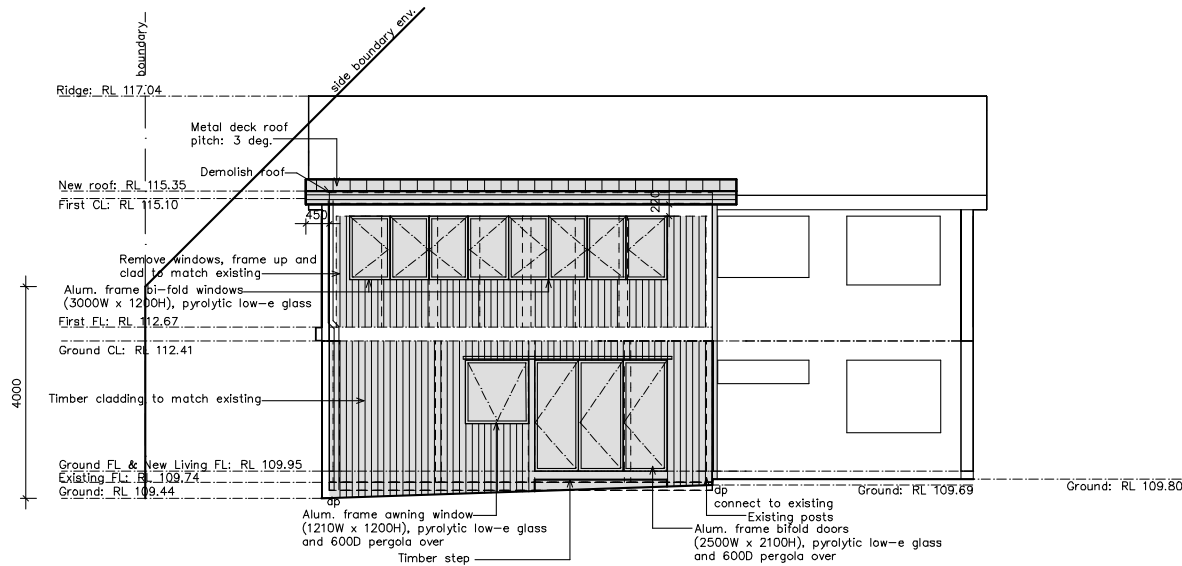 boundary
side boundary env.
Ridge: RL 117.04
Metal deck roof
pitch: 3 deg.
Demolish roof
New roof: RL 115.35
First CL: RL 115.10
450
220
Remove windows, frame up and
clad to match existing
Alum. frame bi-fold windows
(3000W x 1200H), pyrolytic low-e glass
First FL: RL 112.67
Ground CL: RL 112.41
4000
Timber cladding to match existing
Ground FL & New Living FL: RL 109.95
Existing FL: RL 109.74
Ground: RL 109.44
ap
ap
Ground: RL 109.69
Ground: RL 109.80
connect to existing
Existing posts
Alum. frame awning window
(1210W x 1200H), pyrolytic low-e glass
and 600D pergola over
Timber step
Alum. frame bifold doors
(2500W x 2100H), pyrolytic low-e glass
and 600D pergola over